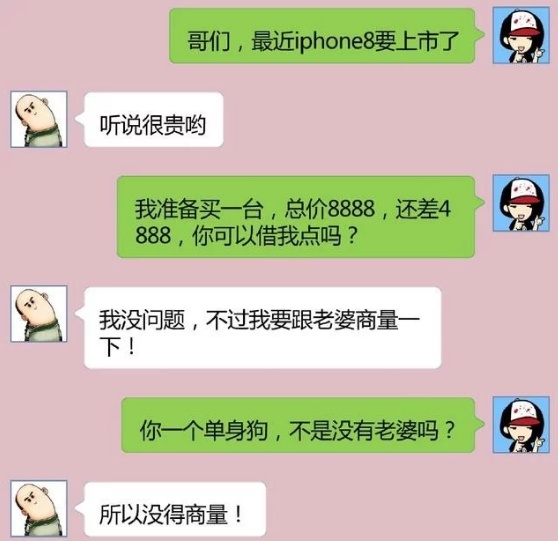 哥们，最近iphone8要上市了
听说很贵哟
我准备买一台，总价8888，还差4
888，你可以借我点吗？
我没问题，不过我要跟老婆商量一
下！
你一个单身狗，不是没有老婆吗？
所以没得商量！